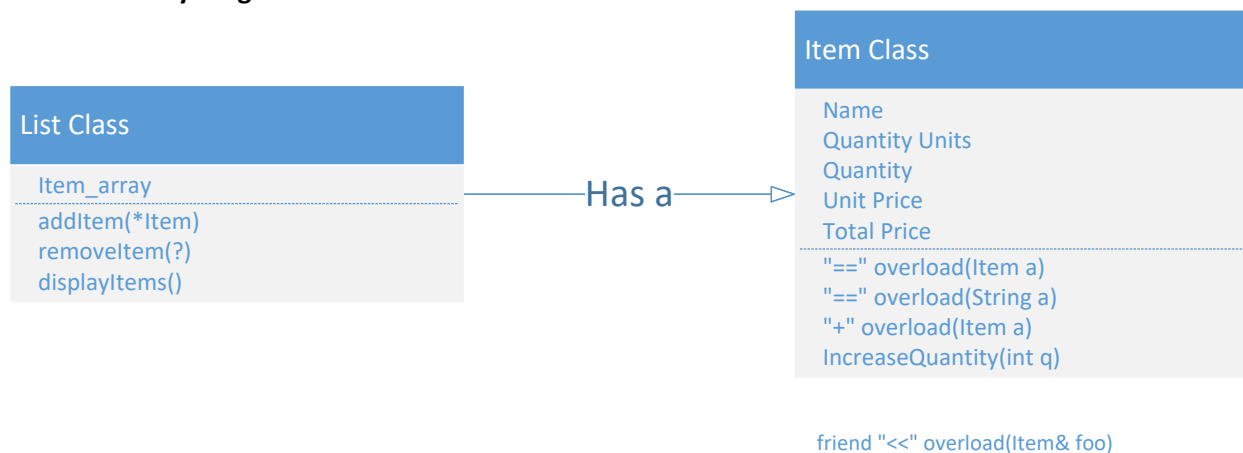 List Class
Item_array
addItem(*Item)
removeItem(?)
displayItems()
Has a
Item Class
Name
Quantity Units
Quantity
Unit Price
Total Price
"==" overload(Item a)
"==" overload(String a)
"+" overload(Item a)
IncreaseQuantity(int q)
friend "<<" overload(Item& foo)